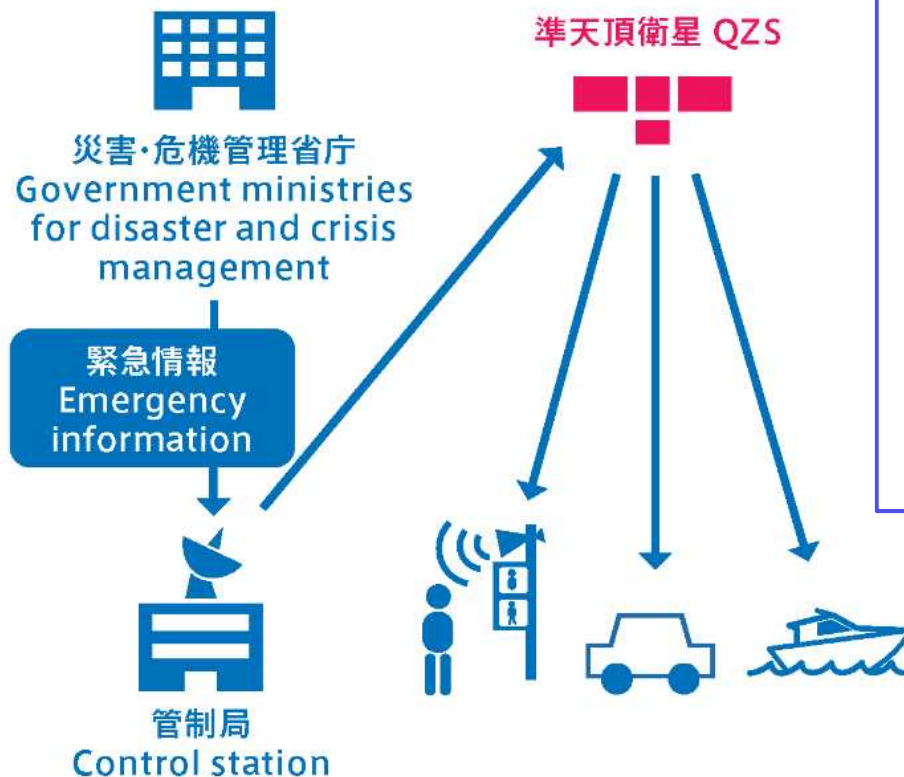 準天頂衛星 QZS
災害·危機管理省庁
Government ministries
for disaster and crisis
management
緊急情報
Emergency
information
管制局
Control station